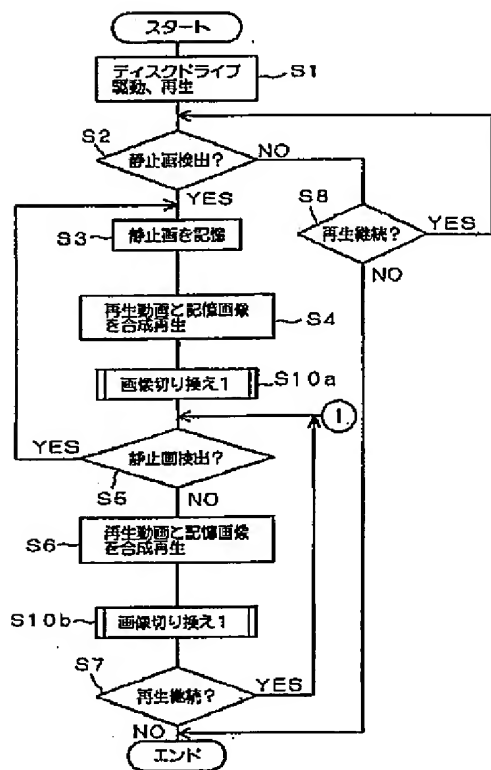 スタート
ディスクドライブ
駆動、再生
S1
S2
静止画検出?
NO
YES
S8
再生継続?
YES
NO
S3
静止画を記憶
再生動画と記憶画像
を合成再生
S4
画像切り換え1
S10a
1
YES
静止画検出?
S5
NO
S6
再生動画と記憶画像
を合成再生
S10b
画像切り換え1
S7
再生継続?
YES
NO
エンド